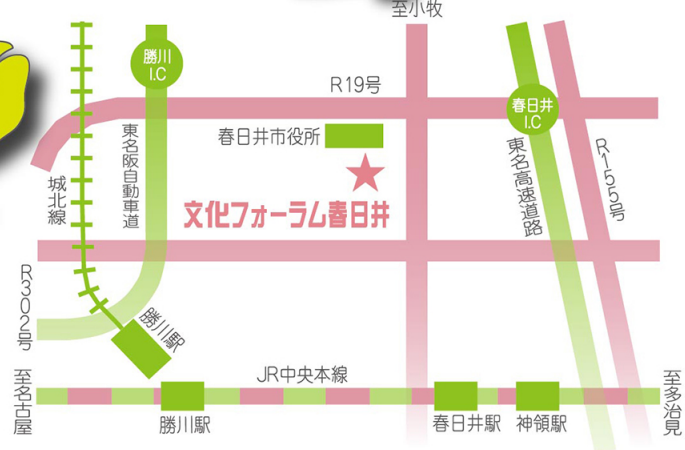 至小牧
勝川
I.C
R19号
春日井
I.C
春日井市役所
東名阪自動車道
城北線
文化フォーラム春日井
東名高速道路
R155号
R302号
勝川駅
JR中央本線
至名古屋
至多治見
勝川駅
春日井駅
神領駅